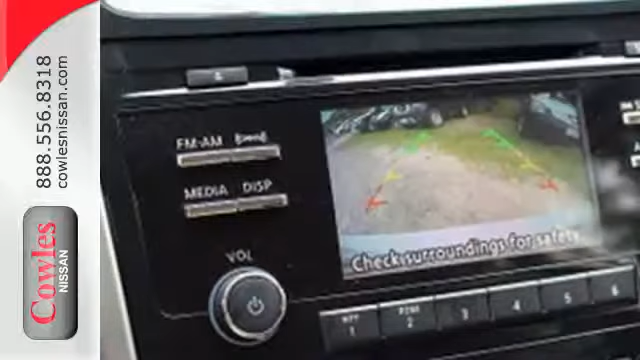 888.556.8318
cowlesnissan.com
Cowles
NISSAN
FM-AM
MEDIA DISP
VOL
Check surroundings for safety
1 2 3 4 5 6